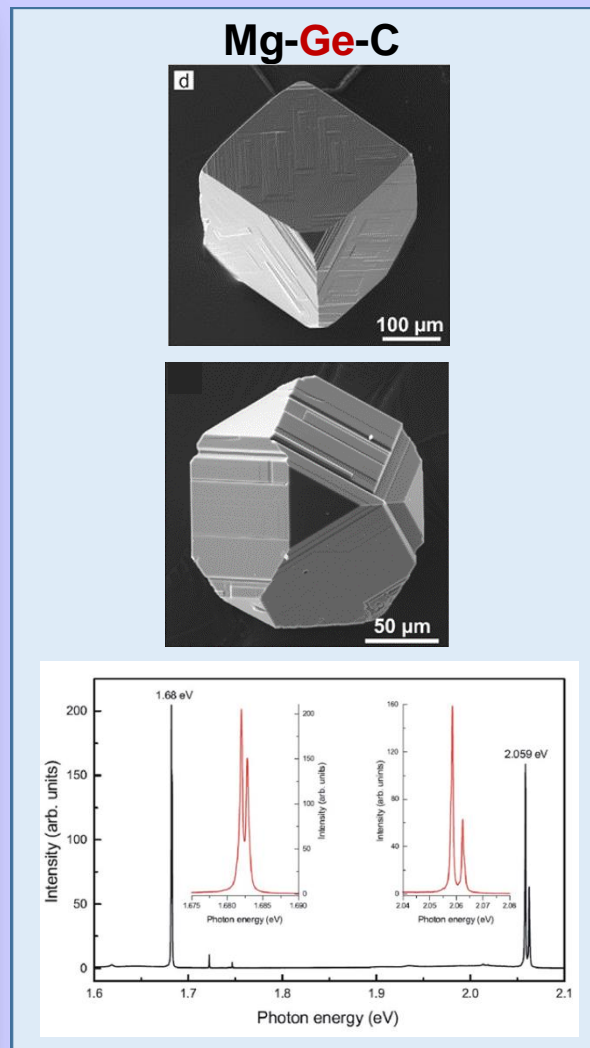 Mg-Ge-C
d
100 µm
50 µm
Intensity (arb. units)
200
150
100
50
0
1.6 1.7 1.8 1.9 2.0 2.1
Photon energy (eV)
1.68 eV
2.059 eV
200
150
100
50
0
Intensity (arb. units)
1.675 1.680 1.685 1.690
Photon energy (eV)
160
120
80
40
0
Intensity (arb. unints)
2.04 2.05 2.06 2.07 2.08
Photon energy (eV)